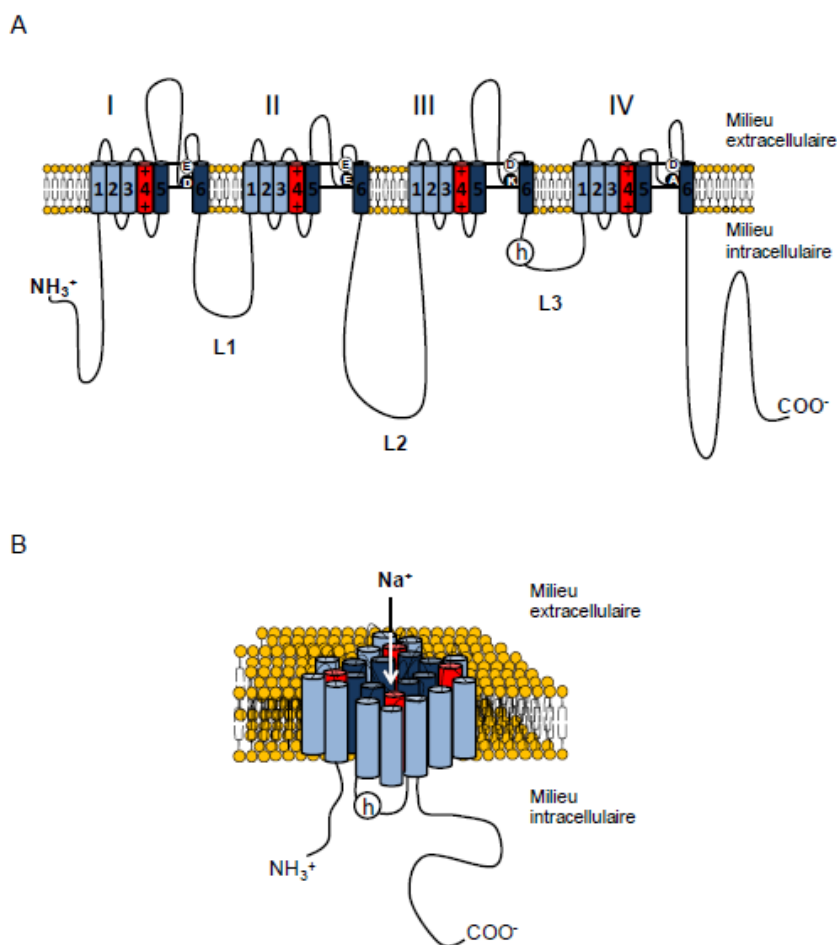 A
I II III IV
Milieu
extracellulaire
E E D D
D E K A
1 2 3 4 5 6 1 2 3 4 5 6 1 2 3 4 5 6 1 2 3 4 5 6
+ + + +
+ + + +
Milieu
intracellulaire
h
NH₃⁺
L3
L1
COO⁻
L2
B
Na⁺
Milieu
extracellulaire
h
Milieu
intracellulaire
NH₃⁺
COO⁻